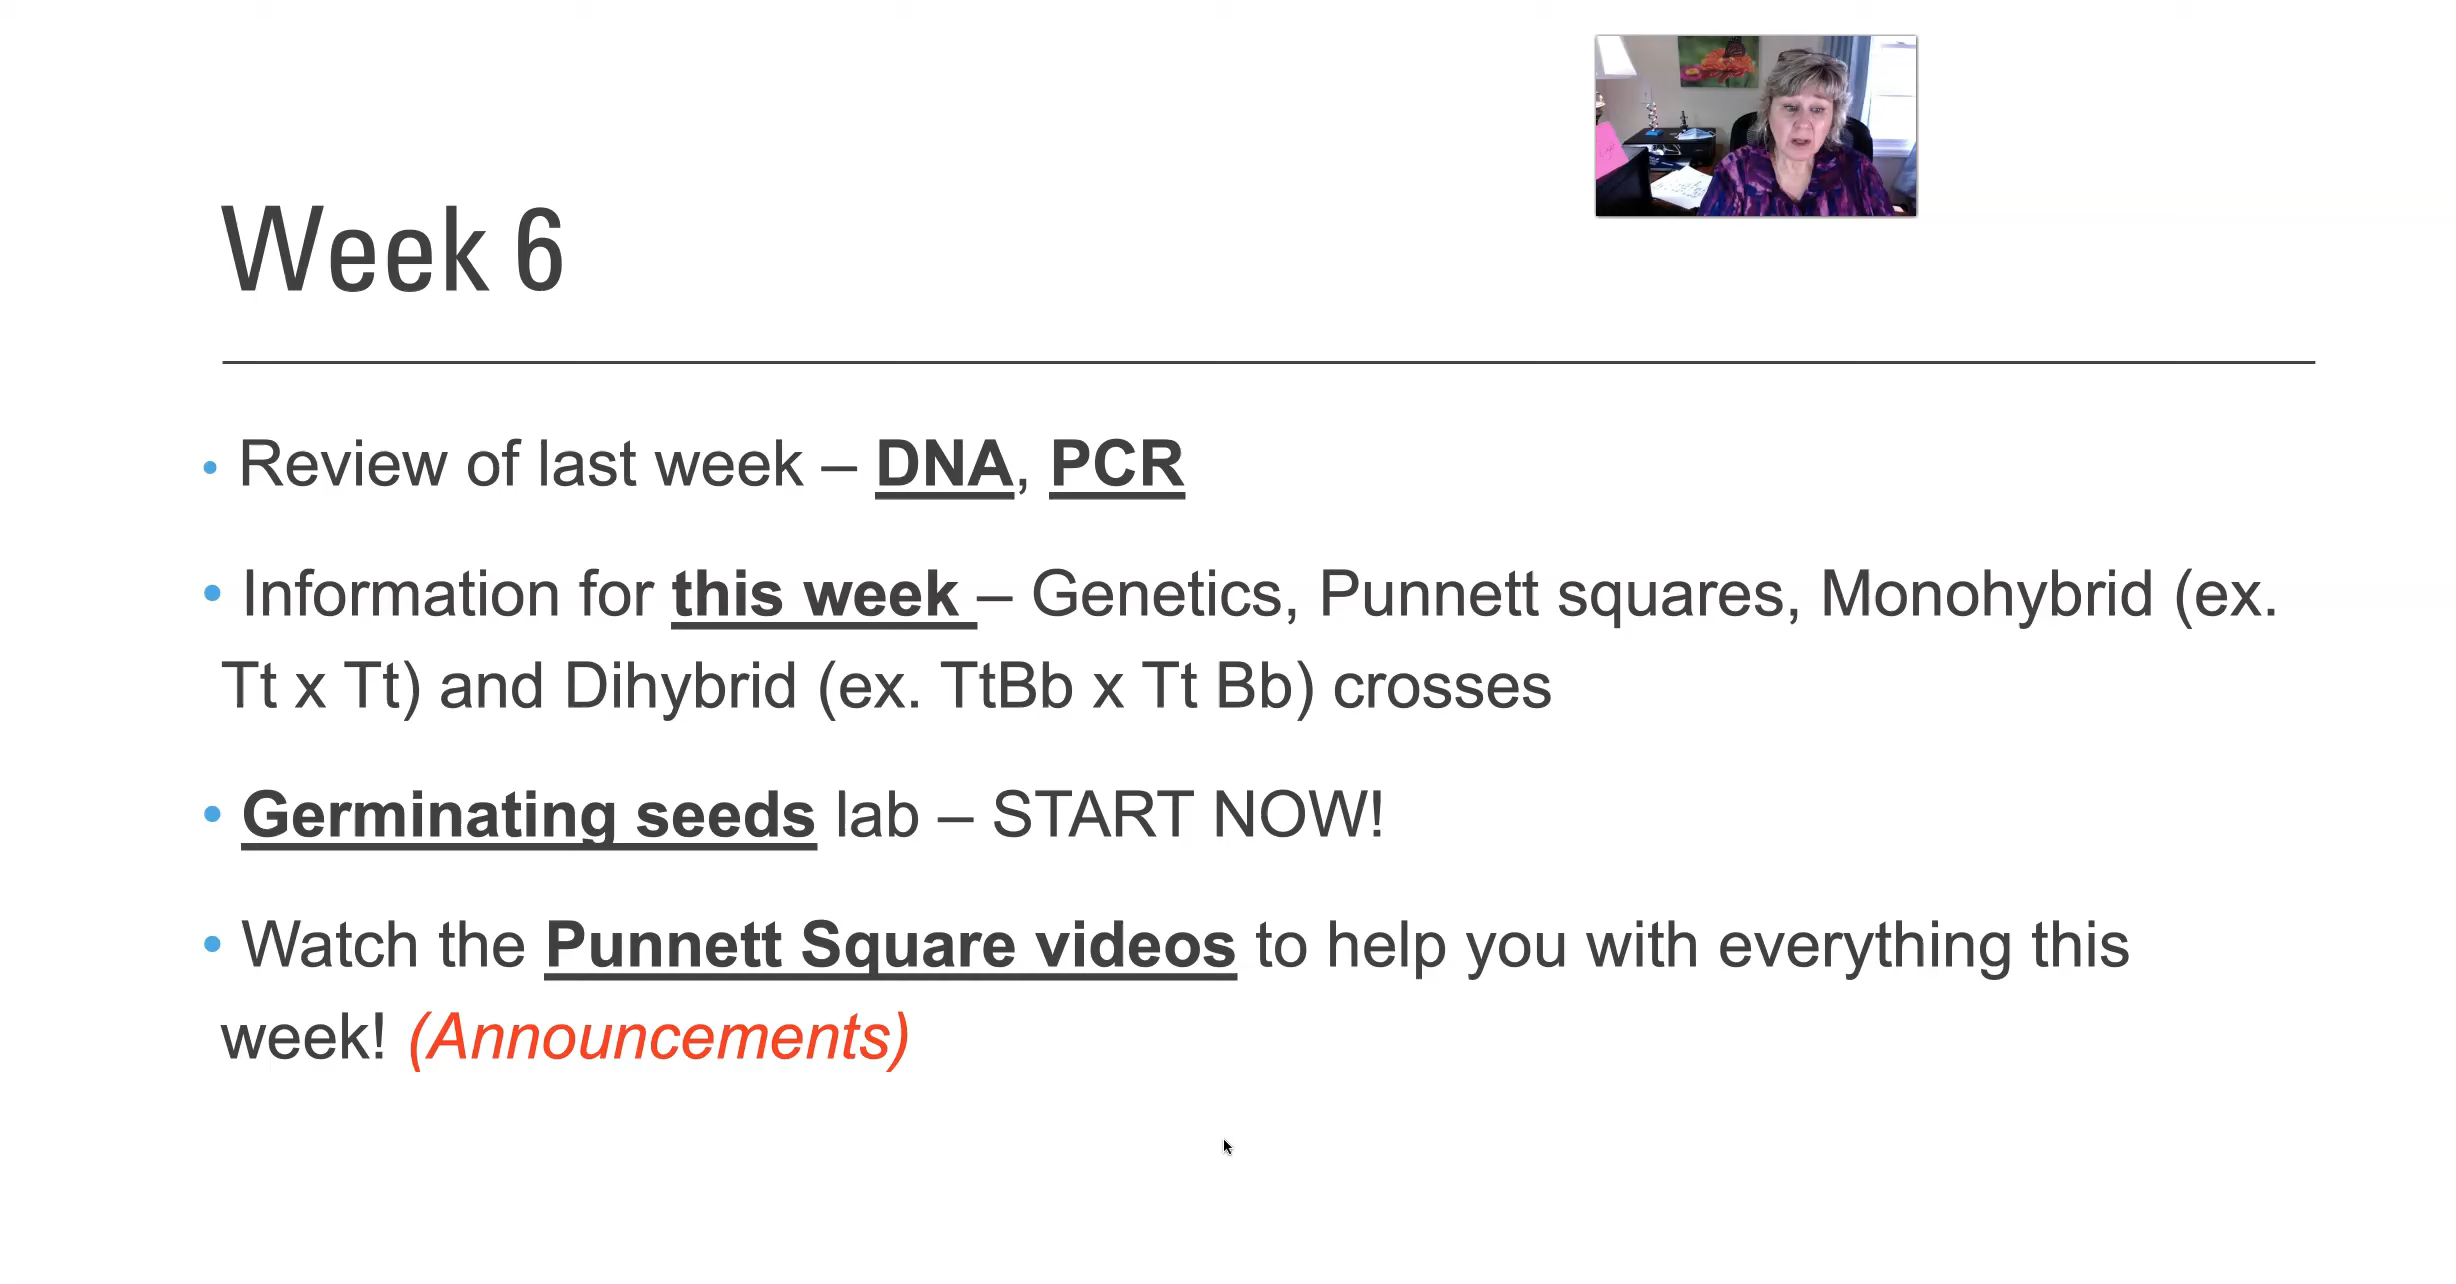 Week 6
• Review of last week – DNA, PCR
• Information for this week – Genetics, Punnett squares, Monohybrid (ex.
Tt x Tt) and Dihybrid (ex. TtBb x Tt Bb) crosses
• Germinating seeds lab – START NOW!
• Watch the Punnett Square videos to help you with everything this
week! (Announcements)